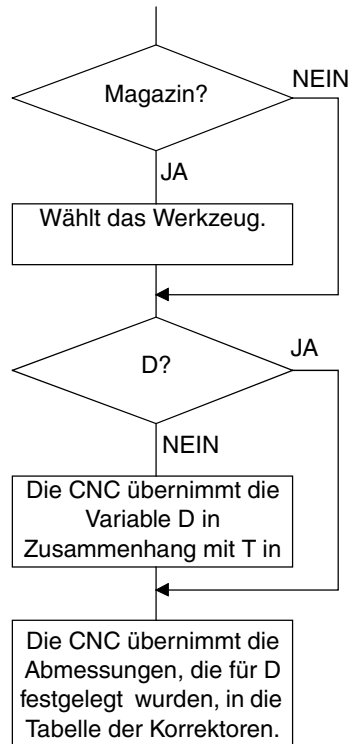 Magazin?
NEIN
JA
Wählt das Werkzeug.
D?
JA
NEIN
Die CNC übernimmt die
Variable D in
Zusammenhang mit T in
Die CNC übernimmt die
Abmessungen, die für D
festgelegt wurden, in die
Tabelle der Korrektoren.